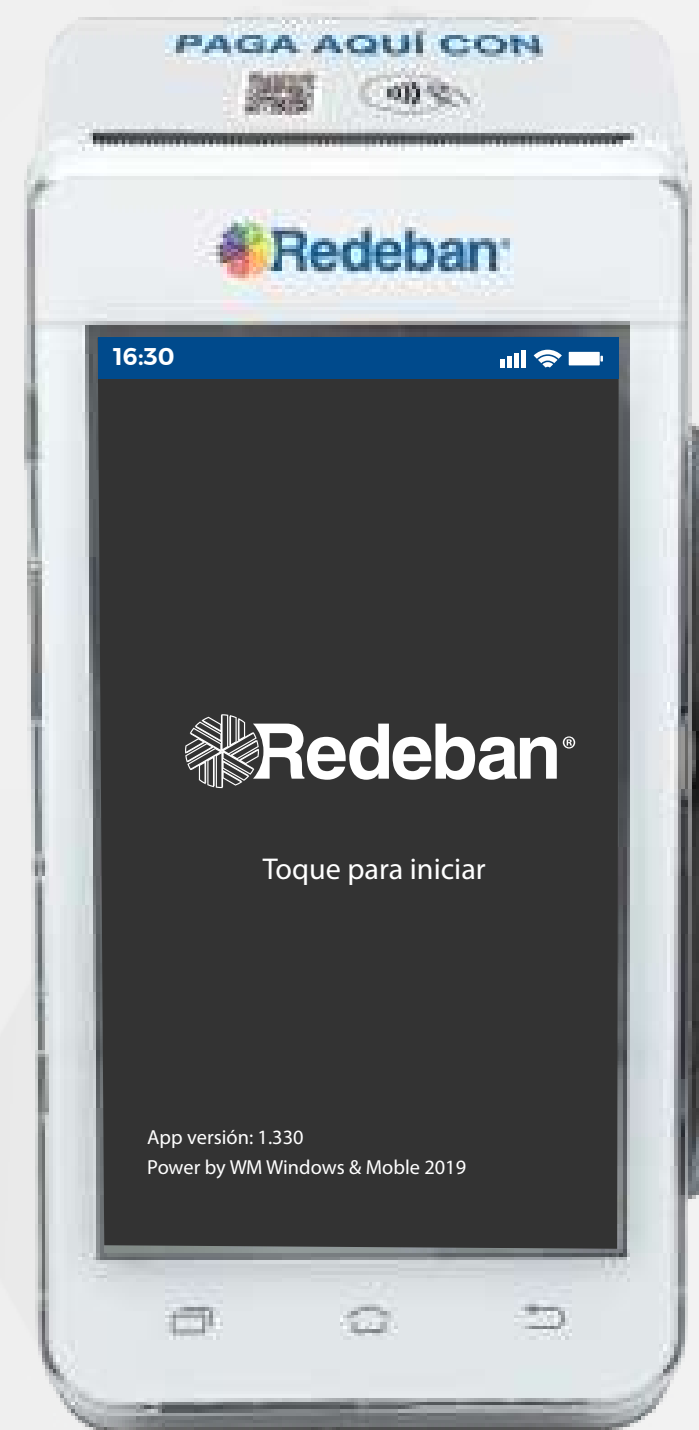 PAGA AQUÍ CON
Redeban®
16:30
Redeban®
Toque para iniciar
App versión: 1.330
Power by WM Windows & Moble 2019